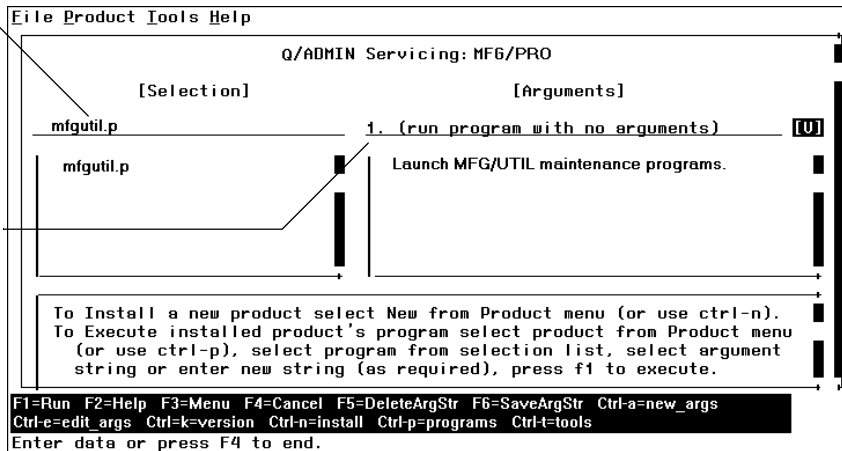 File Product Tools Help
Q/ADMIN Servicing: MFG/PRO
[Selection] [Arguments]
mfgutil.p 1. (run program with no arguments) [U]
mfgutil.p Launch MFG/UTIL maintenance programs.
To Install a new product select New from Product menu (or use ctrl-n).
To Execute installed product's program select product from Product menu
(or use ctrl-p), select program from selection list, select argument
string or enter new string (as required), press f1 to execute.
F1=Run F2=Help F3=Menu F4=Cancel F5=DeleteArgStr F6=SaveArgStr Ctrl-a=new_args
Ctrl-e=edit_args Ctrl=k=version Ctrl-n=install Ctrl-p=programs Ctrl-t=tools
Enter data or press F4 to end.